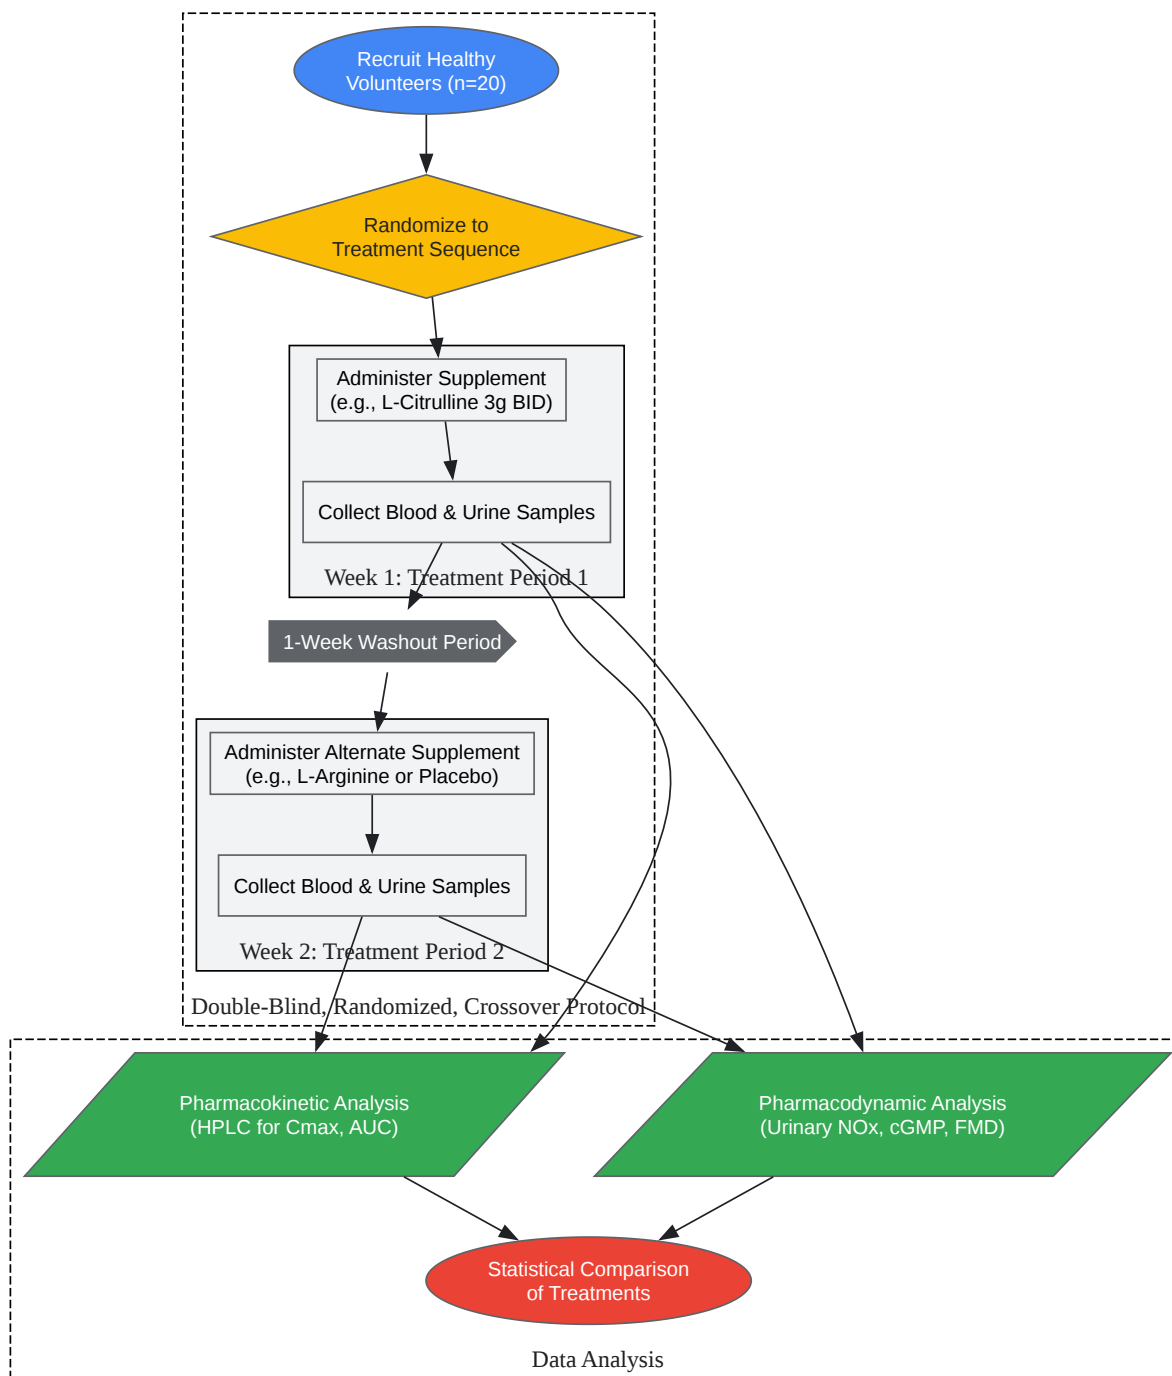 Recruit Healthy
Volunteers (n=20)
Randomize to
Treatment Sequence
Administer Supplement
(e.g., L-Citrulline 3g BID)
Collect Blood & Urine Samples
Week 1: Treatment Period 1
1-Week Washout Period
Administer Alternate Supplement
(e.g., L-Arginine or Placebo)
Collect Blood & Urine Samples
Week 2: Treatment Period 2
Double-Blind, Randomized, Crossover Protocol
Pharmacokinetic Analysis
(HPLC for Cmax, AUC)
Pharmacodynamic Analysis
(Urinary NOx, cGMP, FMD)
Statistical Comparison
of Treatments
Data Analysis